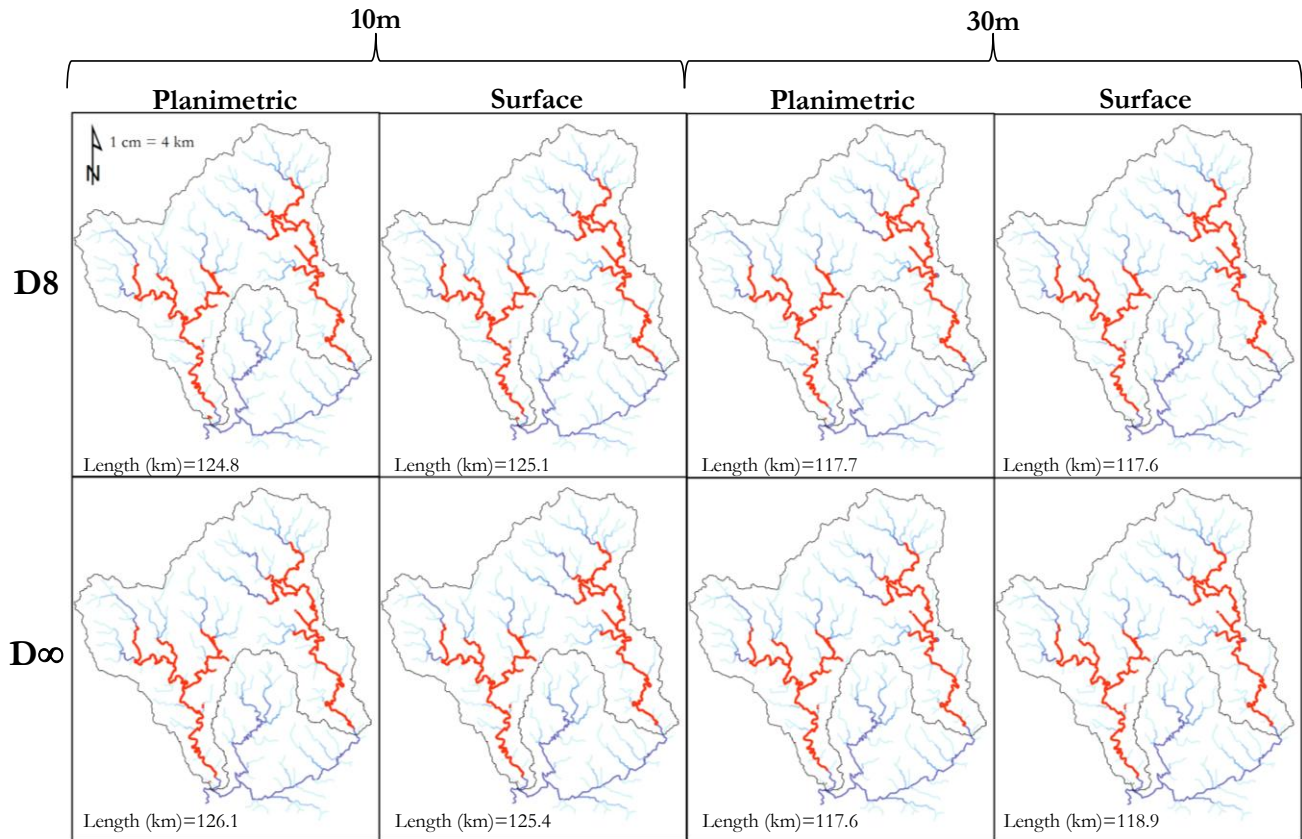 10m 30m
Planimetric Surface Planimetric Surface
1 cm = 4 km
N
D8
Length (km)=124.8 Length (km)=125.1 Length (km)=117.7 Length (km)=117.6
D∞
Length (km)=126.1 Length (km)=125.4 Length (km)=117.6 Length (km)=118.9